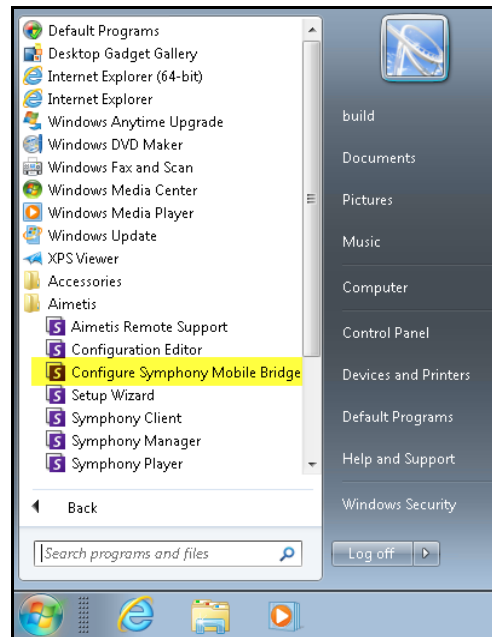 Default Programs
Desktop Gadget Gallery
Internet Explorer (64-bit)
Internet Explorer
Windows Anytime Upgrade
Windows DVD Maker
Windows Fax and Scan
Windows Media Center
Windows Media Player
Windows Update
XPS Viewer
Accessories
Aimetis
Aimetis Remote Support
Configuration Editor
Configure Symphony Mobile Bridge
Setup Wizard
Symphony Client
Symphony Manager
Symphony Player
Back
Search programs and files
build
Documents
Pictures
Music
Computer
Control Panel
Devices and Printers
Default Programs
Help and Support
Windows Security
Log off